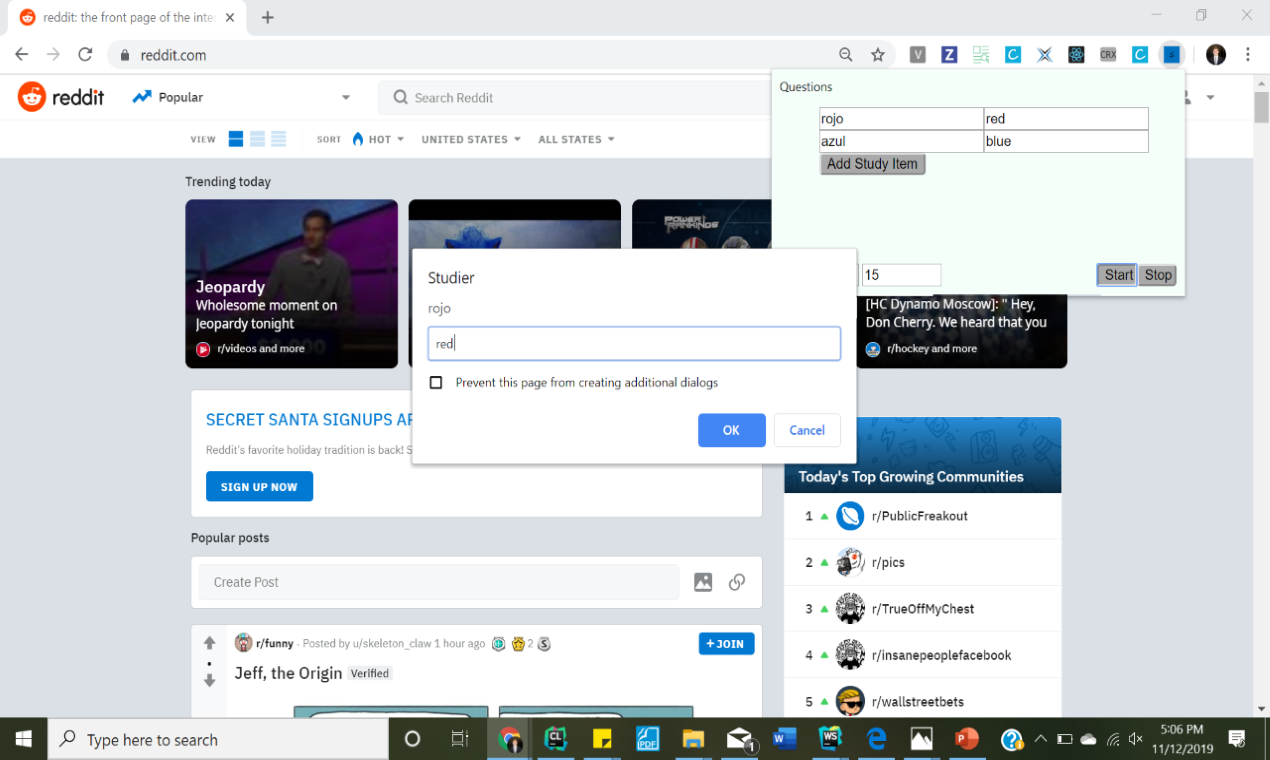 reddit: the front page of the inte
reddit.com
V
Z
C
CRX
C
S
reddit
Popular
Search Reddit
VIEW
SORT
HOT
UNITED STATES
ALL STATES
Questions
rojo
red
azul
blue
Add Study Item
15
Start
Stop
Trending today
Jeopardy
Wholesome moment on
Jeopardy tonight
r/videos and more
POWER
RANKINGS
[HC Dynamo Moscow]: " Hey,
Don Cherry. We heard that you
r/hockey and more
Studier
rojo
red
Prevent this page from creating additional dialogs
OK
Cancel
SECRET SANTA SIGNUPS AR
Reddit's favorite holiday tradition is back! S
SIGN UP NOW
Popular posts
Create Post
r/funny · Posted by u/skeleton_claw 1 hour ago
2
S
+ JOIN
Jeff, the Origin
Verified
Today's Top Growing Communities
1 r/PublicFreakout
2 r/pics
3 r/TrueOffMyChest
4 r/insanepeoplefacebook
5 r/wallstreetbets
Type here to search
CL
PDF
1
W
WS
P
?
5:06 PM
11/12/2019